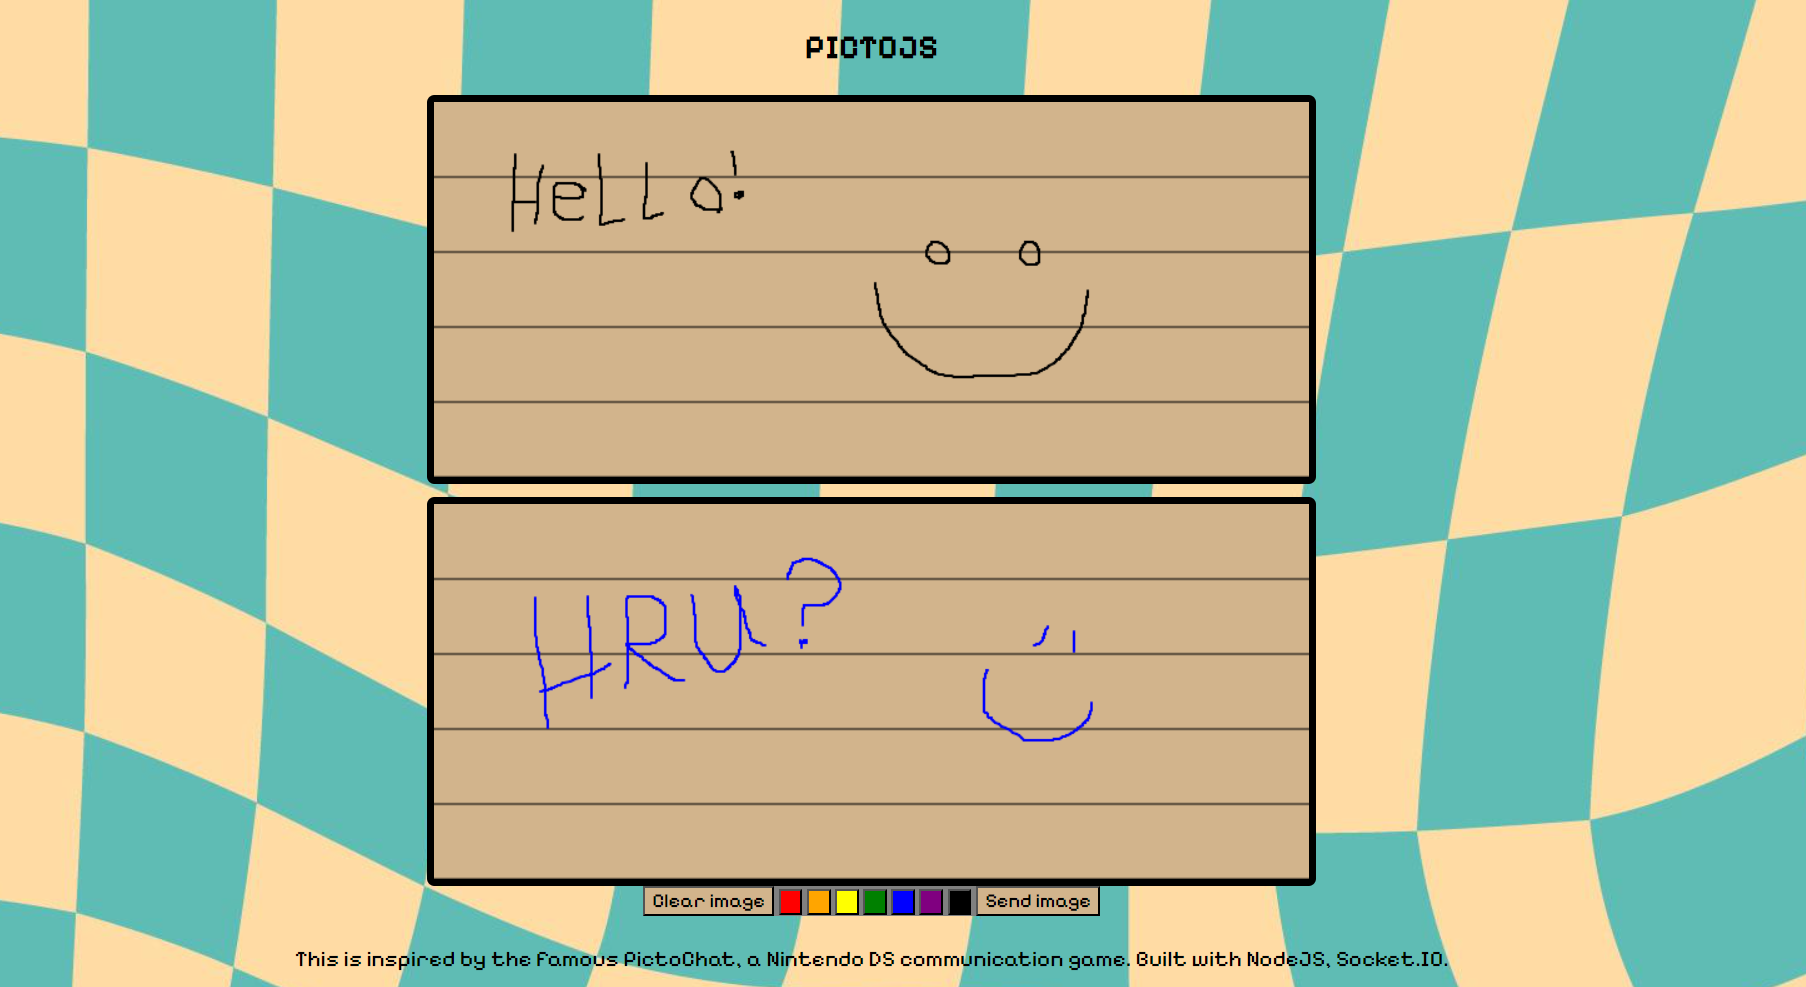 PICTOJS
HeLLo!
HRU?
Clear image Send image
This is inspired by the famous PictoChat, a Nintendo DS communication game. Built with NodeJS, Socket.IO.